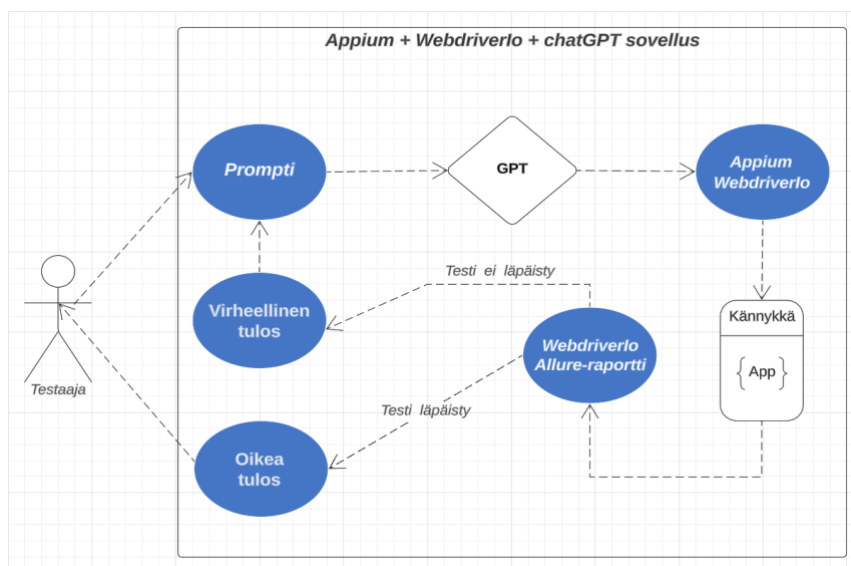 Appium + WebdriverIo + chatGPT sovellus
Prompti
GPT
Appium
WebdriverIo
Testi ei läpäisty
Virheellinen
tulos
Kännykkä
{App}
WebdriverIo
Allure-raportti
Testaaja
Testi läpäisty
Oikea
tulos